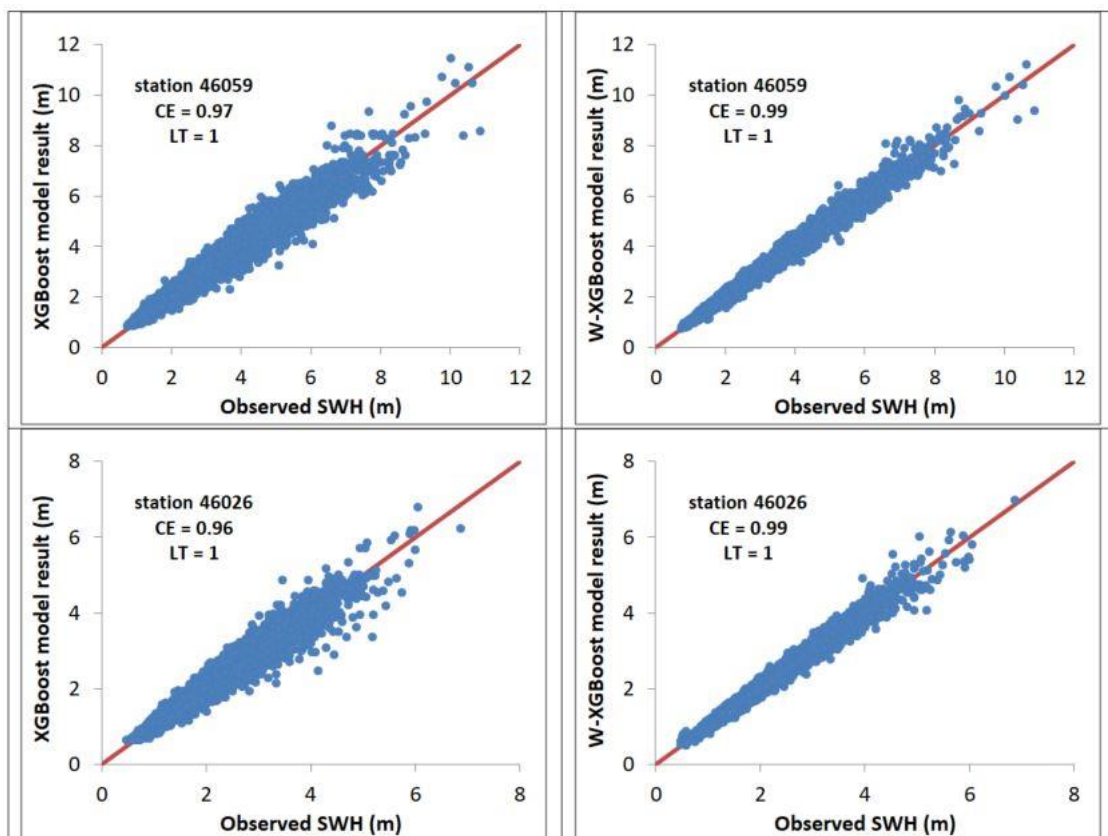 12
10
8
6
4
2
0
XGBoost model result (m)
station 46059
CE = 0.97
LT = 1
0 2 4 6 8 10 12
Observed SWH (m)
12
10
8
6
4
2
0
W-XGBoost model result (m)
station 46059
CE = 0.99
LT = 1
0 2 4 6 8 10 12
Observed SWH (m)
8
6
4
2
0
XGBoost model result (m)
station 46026
CE = 0.96
LT = 1
0 2 4 6 8
Observed SWH (m)
8
6
4
2
0
W-XGBoost model result (m)
station 46026
CE = 0.99
LT = 1
0 2 4 6 8
Observed SWH (m)